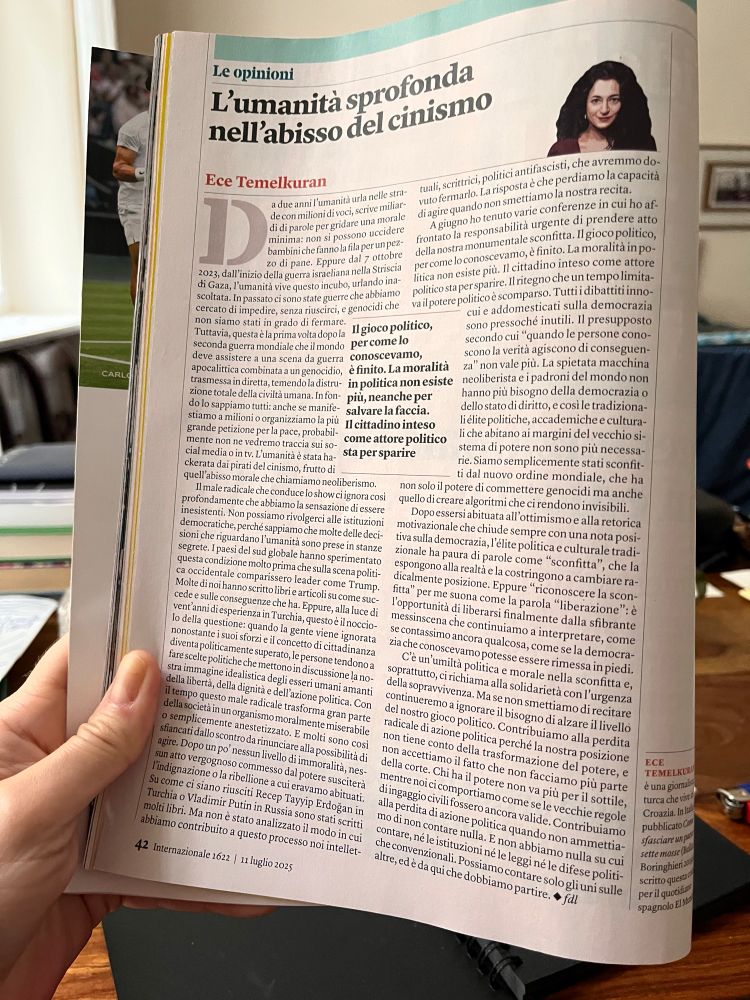 Le opinioni
L'umanità sprofonda
nell'abisso del cinismo
Ece Temelkuran
Da due anni l'umanità urla nelle stra-
de con milioni di voci, scrive miliar-
di di parole per gridare una morale
minima: non si possono uccidere
bambini che fanno la fila per un pez-
zo di pane. Eppure dal 7 ottobre
2023, dall'inizio della guerra israeliana nella Striscia
di Gaza, l'umanità vive questo incubo, urlando ina-
scoltata. In passato ci sono state guerre che abbiamo
cercato di impedire, senza riuscirci, e genocidi che
non siamo stati in grado di fermare.
Tuttavia, questa è la prima volta dopo la
seconda guerra mondiale che il mondo
deve assistere a una scena da guerra
apocalittica combinata a un genocidio,
trasmessa in diretta, temendo la distru-
zione totale della civiltà umana. In fon-
do lo sappiamo tutti: anche se manife-
stiamo a milioni o organizziamo la più
grande petizione per la pace, probabil-
mente non ne vedremo traccia sui so-
cial media o in tv. L'umanità è stata ha-
ckerata dai pirati del cinismo, frutto di
quell'abisso morale che chiamiamo neoliberismo.
Il male radicale che conduce lo show ci ignora così
profondamente che abbiamo la sensazione di essere
inesistenti. Non possiamo rivolgerci alle istituzioni
democratiche, perché sappiamo che molte delle deci-
sioni che riguardano l'umanità sono prese in stanze
segrete. I paesi del sud globale hanno sperimentato
questa condizione molto prima che sulla scena politi-
ca occidentale comparissero leader come Trump.
Molte di noi hanno scritto libri e articoli su come suc-
cede e sulle conseguenze che ha. Eppure, alla luce di
vent'anni di esperienza in Turchia, questo è il noccio-
lo della questione: quando la gente viene ignorata
nonostante i suoi sforzi e il concetto di cittadinanza
diventa politicamente superato, le persone tendono a
fare scelte politiche che mettono in discussione la no-
stra immagine idealistica degli esseri umani amanti
della libertà, della dignità e dell'azione politica. Con
il tempo questo male radicale trasforma gran parte
della società in un organismo moralmente miserabile
o semplicemente anestetizzato. E molti sono così
sfiancati dallo scontro da rinunciare alla possibilità di
agire. Dopo un po' nessun livello di immoralità, nes-
sun atto vergognoso commesso dal potere susciterà
l'indignazione o la ribellione a cui eravamo abituati.
Su come ci siano riusciti Recep Tayyip Erdoğan in
Turchia o Vladimir Putin in Russia sono stati scritti
molti libri. Ma non è stato analizzato il modo in cui
abbiamo contribuito a questo processo noi intellet-
tuali, scrittrici, politici antifascisti, che avremmo do-
vuto fermarlo. La risposta è che perdiamo la capacità
di agire quando non smettiamo la nostra recita.
A giugno ho tenuto varie conferenze in cui ho af-
frontato la responsabilità urgente di prendere atto
della nostra monumentale sconfitta. Il gioco politico,
per come lo conoscevamo, è finito. La moralità in po-
litica non esiste più. Il cittadino inteso come attore
politico sta per sparire. Il ritegno che un tempo limita-
va il potere politico è scomparso. Tutti i dibattiti inno-
cui e addomesticati sulla democrazia
sono pressoché inutili. Il presupposto
secondo cui "quando le persone cono-
scono la verità agiscono di conseguen-
za" non vale più. La spietata macchina
neoliberista e i padroni del mondo non
hanno più bisogno della democrazia o
dello stato di diritto, e così le tradiziona-
li élite politiche, accademiche e cultura-
li che abitano ai margini del vecchio si-
stema di potere non sono più necessa-
rie. Siamo semplicemente stati sconfit-
ti dal nuovo ordine mondiale, che ha
non solo il potere di commettere genocidi ma anche
quello di creare algoritmi che ci rendono invisibili.
Dopo essersi abituata all'ottimismo e alla retorica
motivazionale che chiude sempre con una nota posi-
tiva sulla democrazia, l'élite politica e culturale tradi-
zionale ha paura di parole come "sconfitta", che la
espongono alla realtà e la costringono a cambiare ra-
dicalmente posizione. Eppure "riconoscere la scon-
fitta" per me suona come la parola "liberazione": è
l'opportunità di liberarsi finalmente dalla sfibrante
messinscena che continuiamo a interpretare, come
se contassimo ancora qualcosa, come se la democra-
zia che conoscevamo potesse essere rimessa in piedi.
C'è un'umiltà politica e morale nella sconfitta e,
soprattutto, ci richiama alla solidarietà con l'urgenza
della sopravvivenza. Ma se non smettiamo di recitare
continueremo a ignorare il bisogno di alzare il livello
del nostro gioco politico. Contribuiamo alla perdita
radicale di azione politica perché la nostra posizione
non tiene conto della trasformazione del potere, e
non accettiamo il fatto che non facciamo più parte
della corte. Chi ha il potere non va più per il sottile,
mentre noi ci comportiamo come se le vecchie regole
di ingaggio civili fossero ancora valide. Contribuiamo
alla perdita di azione politica quando non ammettia-
mo di non contare nulla. E non abbiamo nulla su cui
contare, né le istituzioni né le leggi né le difese politi-
che convenzionali. Possiamo contare solo gli uni sulle
altre, ed è da qui che dobbiamo partire. ◆ fdl
Il gioco politico,
per come lo
conoscevamo,
è finito. La moralità
in politica non esiste
più, neanche per
salvare la faccia.
Il cittadino inteso
come attore politico
sta per sparire
ECE
TEMELKURAN
è una giornalis
turca che vive
Croazia. In
pubblicato
sfasciare un
sette mosse
Boringhieri
scritto questo
per il quotidi
spagnolo El
42 Internazionale 1622 | 11 luglio 2025
CARLO